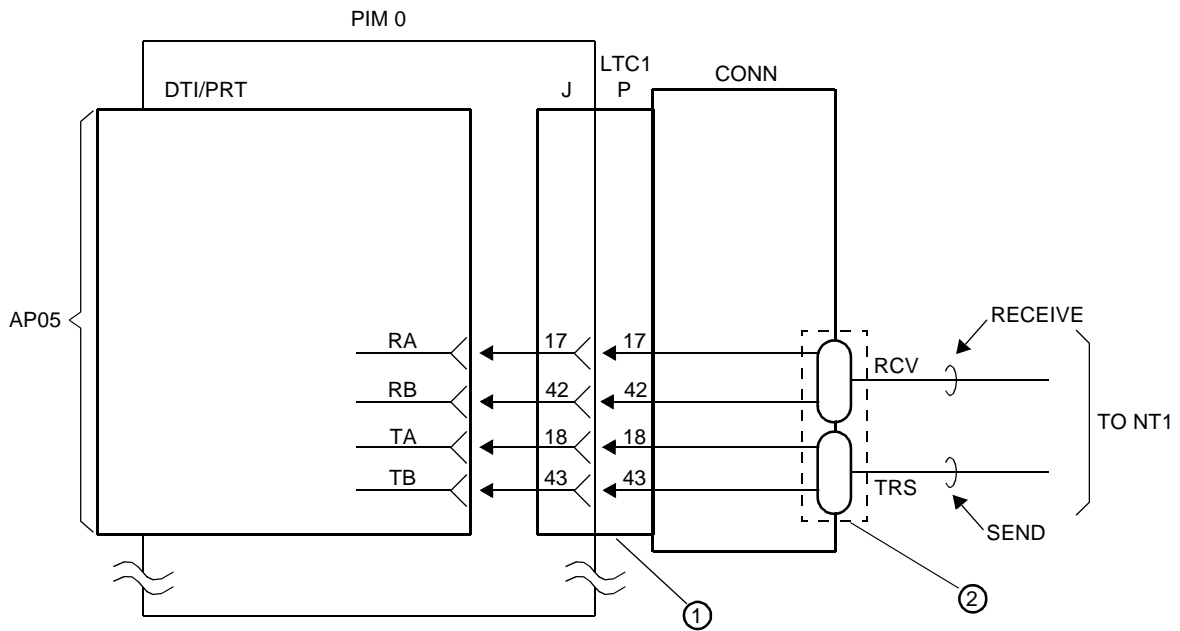 PIM 0
LTC1
DTI/PRT J P CONN
AP05
RA 17 17
RB 42 42
TA 18 18
TB 43 43
RECEIVE
RCV
TO NT1
TRS
SEND
1
2